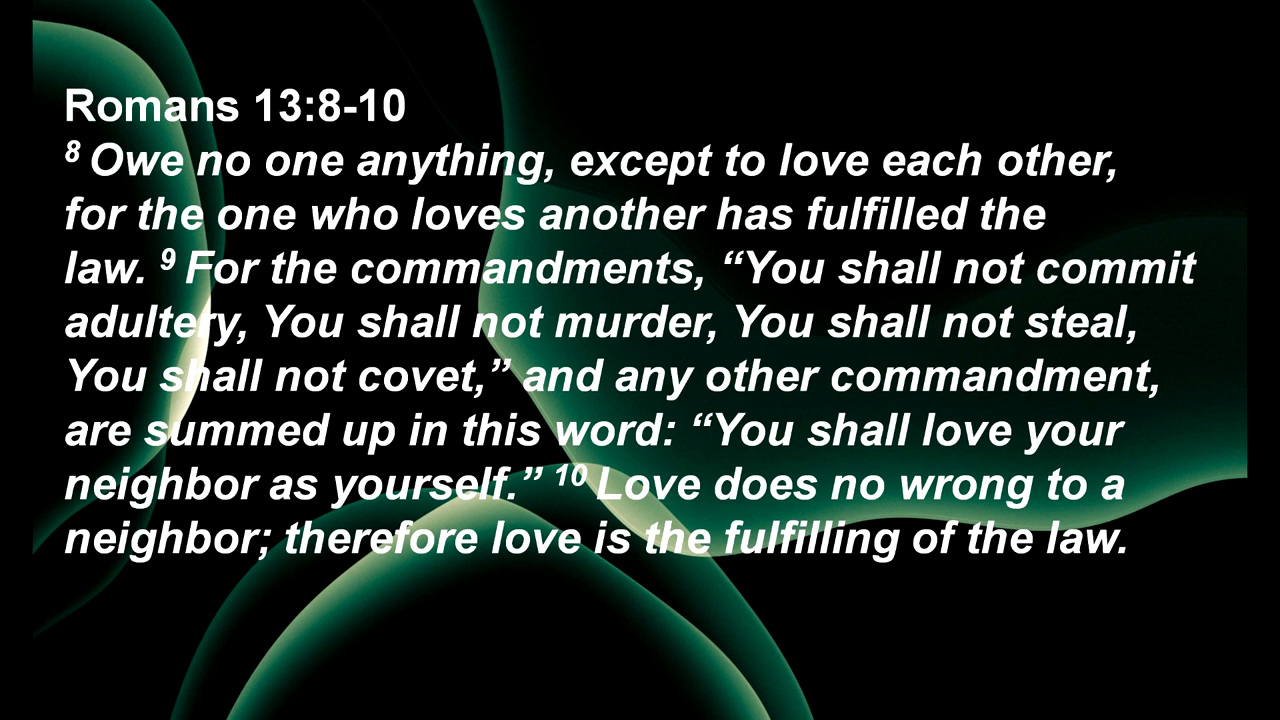 Romans 13:8-10
8 Owe no one anything, except to love each other,
for the one who loves another has fulfilled the
law. 9 For the commandments, “You shall not commit
adultery, You shall not murder, You shall not steal,
You shall not covet,” and any other commandment,
are summed up in this word: “You shall love your
neighbor as yourself.” 10 Love does no wrong to a
neighbor; therefore love is the fulfilling of the law.